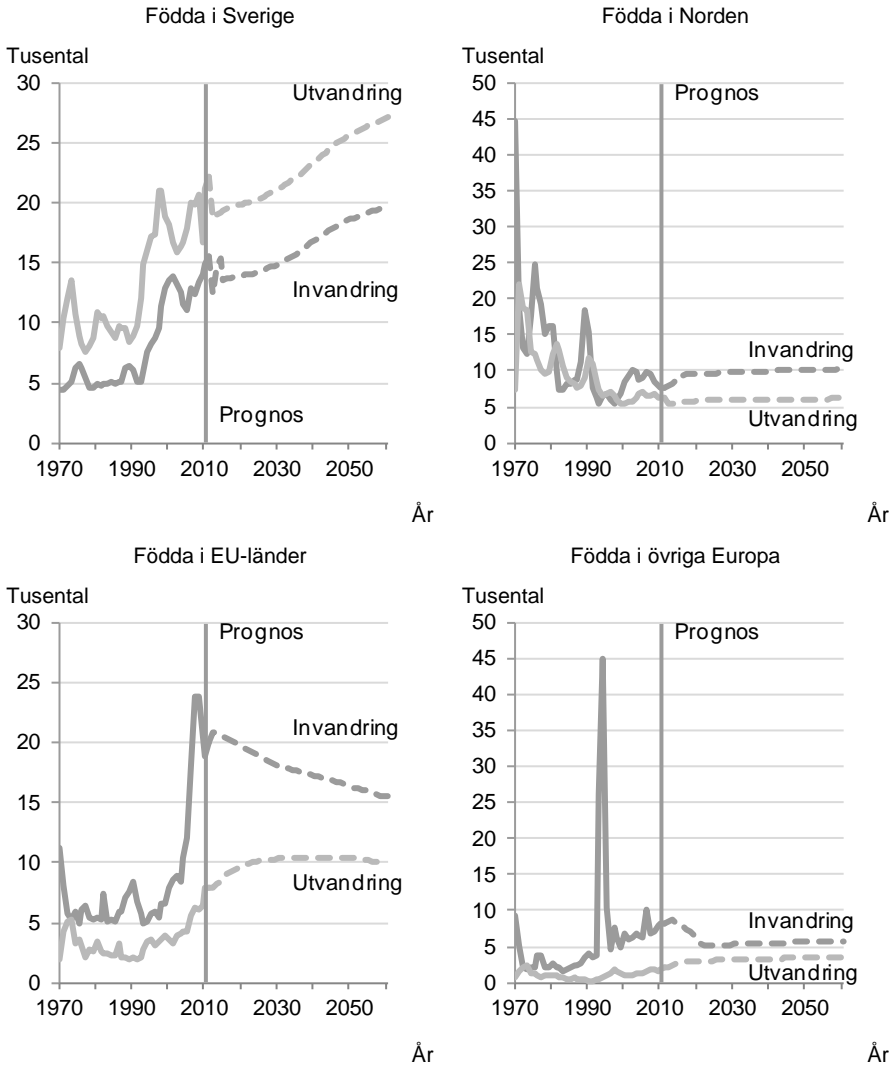 Födda i Sverige
Tusental
30
25
20
15
10
5
0
1970 1990 2010 2030 2050
År
Utvandring
Invandring
Prognos
Födda i Norden
Tusental
50
45
40
35
30
25
20
15
10
5
0
1970 1990 2010 2030 2050
År
Prognos
Invandring
Utvandring
Födda i EU-länder
Tusental
30
25
20
15
10
5
0
1970 1990 2010 2030 2050
År
Prognos
Invandring
Utvandring
Födda i övriga Europa
Tusental
50
45
40
35
30
25
20
15
10
5
0
1970 1990 2010 2030 2050
År
Prognos
Invandring
Utvandring